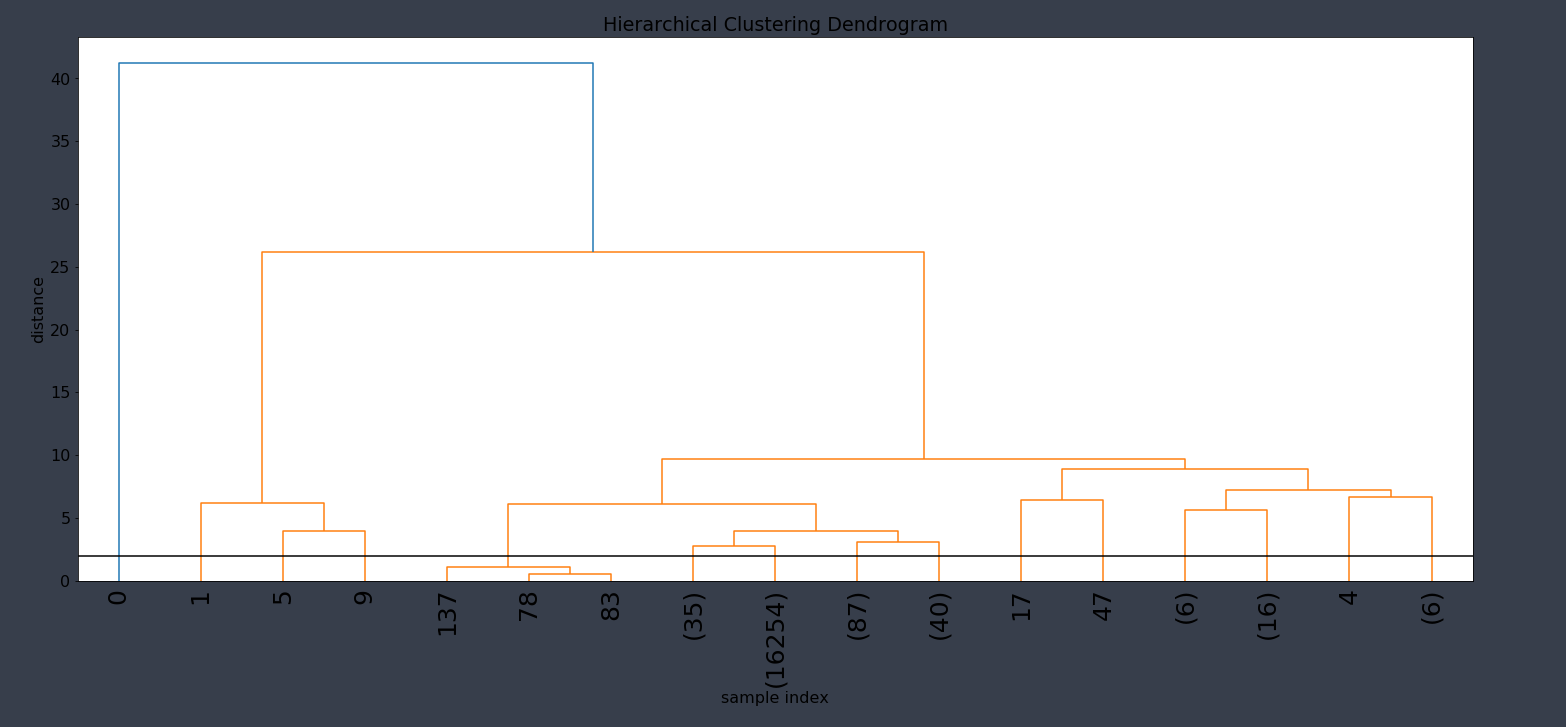 Hierarchical Clustering Dendrogram
distance
40
35
30
25
20
15
10
5
0
0 1 5 9 137 78 83 (35) (16254) (87) (40) 17 47 (6) (16) 4 (6)
sample index